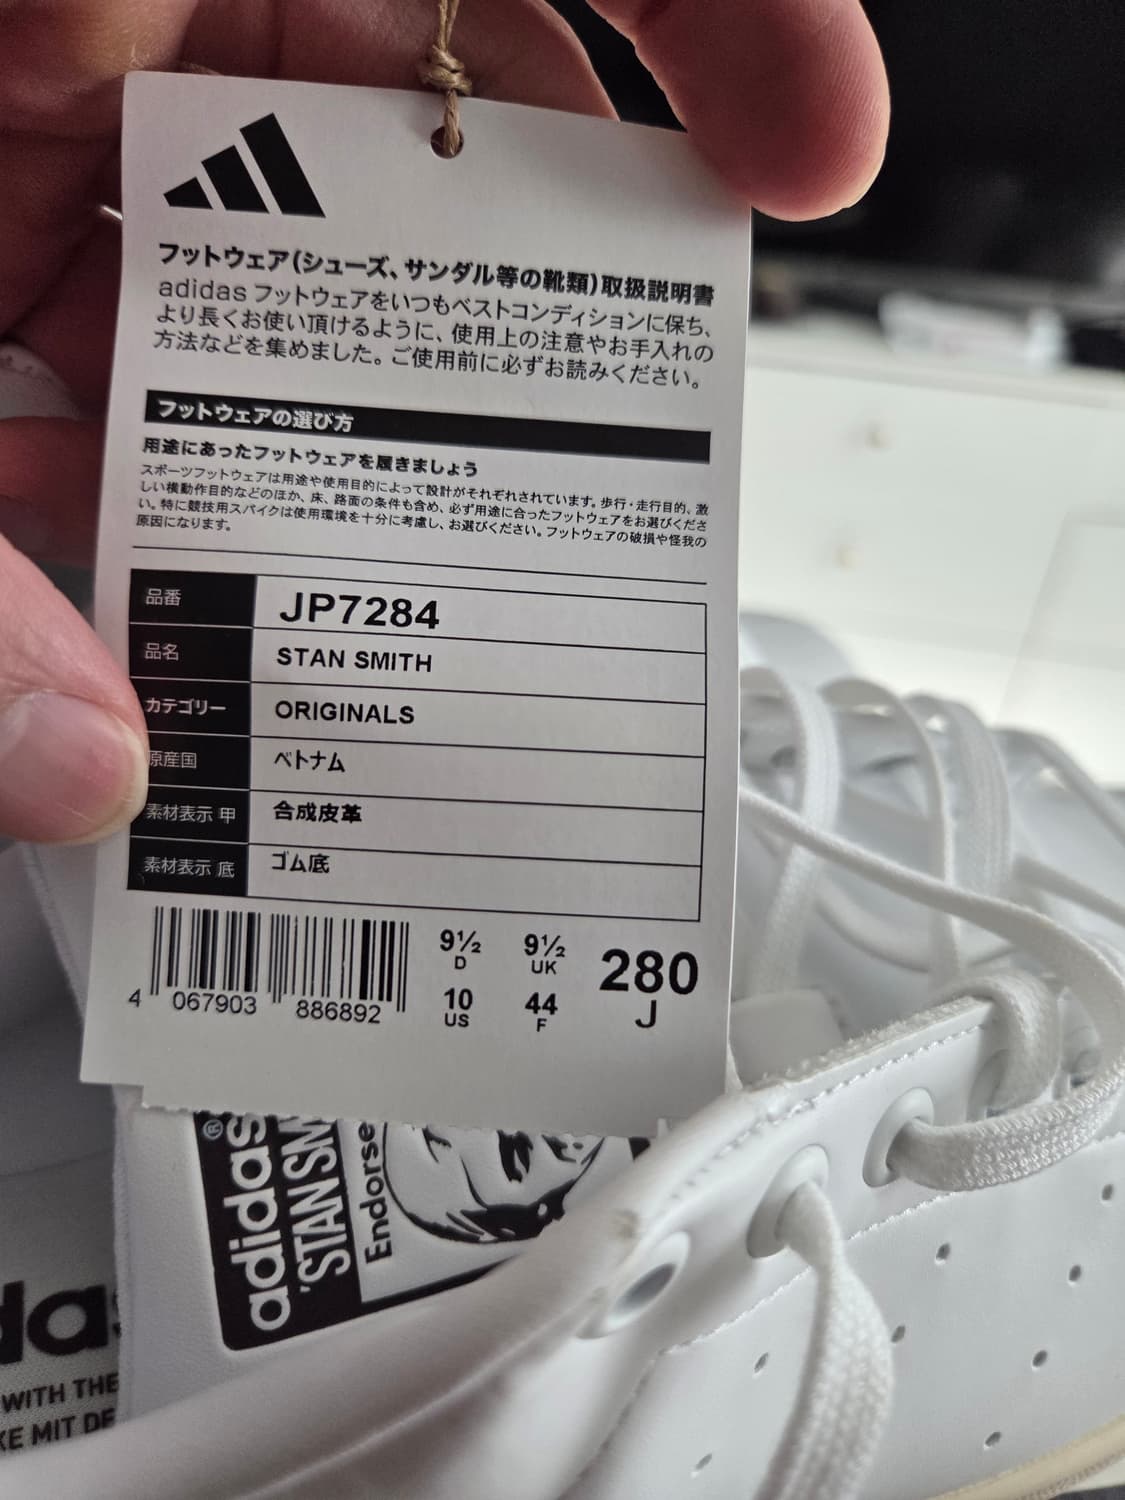 フットウェア(シューズ、サンダル等の靴類)取扱説明書
adidas フットウェアをいつもベストコンディションに保ち、
より長くお使い頂けるように、使用上の注意やお手入れの
方法などを集めました。ご使用前に必ずお読みください。
フットウェアの選び方
用途にあったフットウェアを履きましょう
スポーツフットウェアは用途や使用目的によって設計がそれぞれされています。歩行・走行目的、激
しい横動作目的などのほか、床、路面の条件も含め、必ず用途に合ったフットウェアをお選びくださ
い。特に競技用スパイクは使用環境を十分に考慮し、お選びください。フットウェアの破損や怪我の
原因になります。
品番 JP7284
品名 STAN SMITH
カテゴリー ORIGINALS
原産国 ベトナム
素材表示 甲 合成皮革
素材表示 底 ゴム底
4 067903 886892
9½ D 9½ UK 280 J
10 US 44 F
adidas®
STAN SM
Endorse
das
WITH THE
KE MIT DE